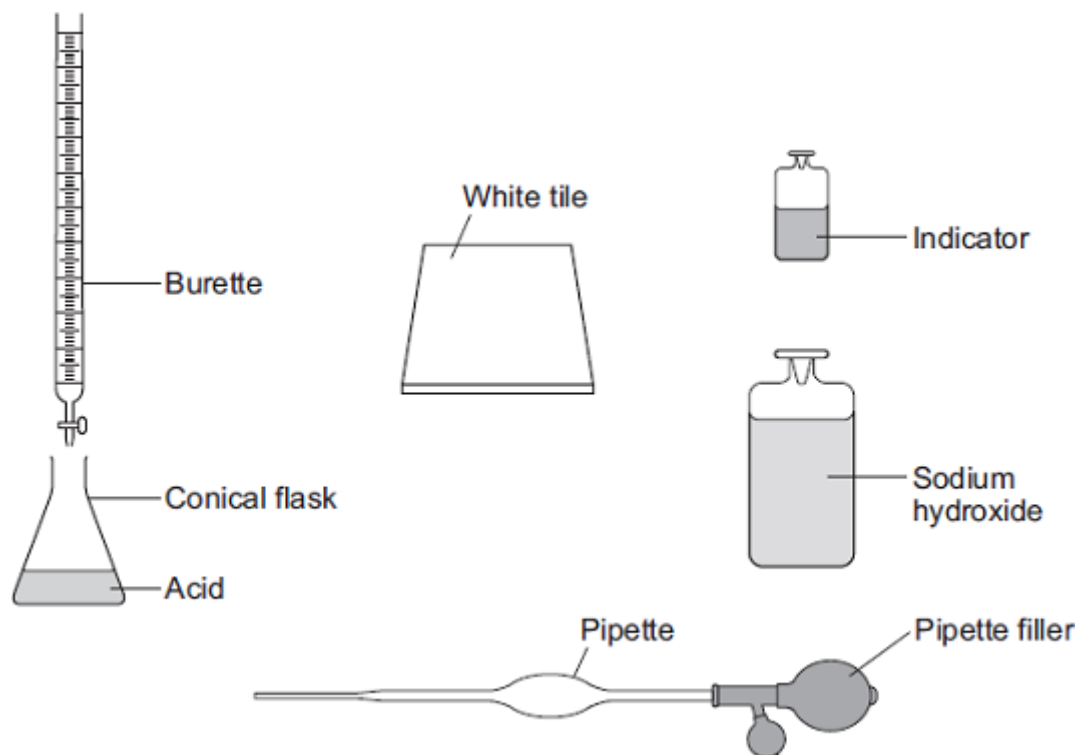 White tile
Indicator
Burette
Conical flask
Sodium
hydroxide
Acid
Pipette
Pipette filler